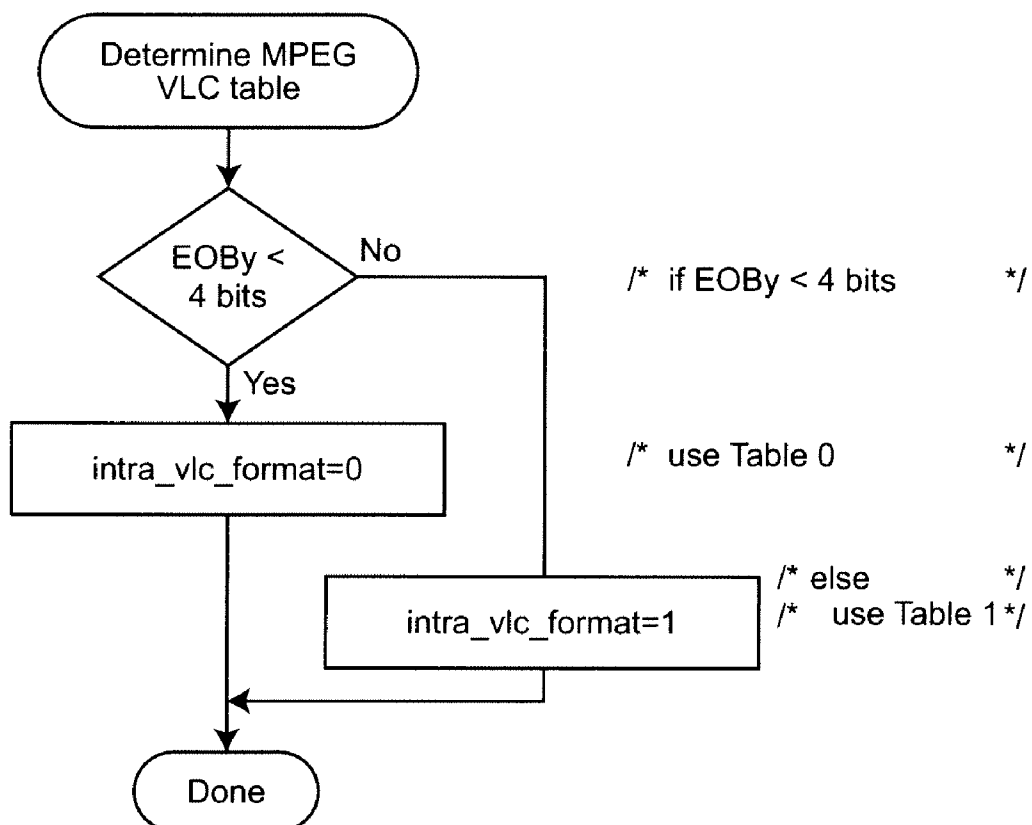 Determine MPEG
VLC table
EOBy <
4 bits
No
/* if EOBy < 4 bits */
Yes
intra_vlc_format=0
/* use Table 0 */
intra_vlc_format=1
/* else */
/* use Table 1 */
Done